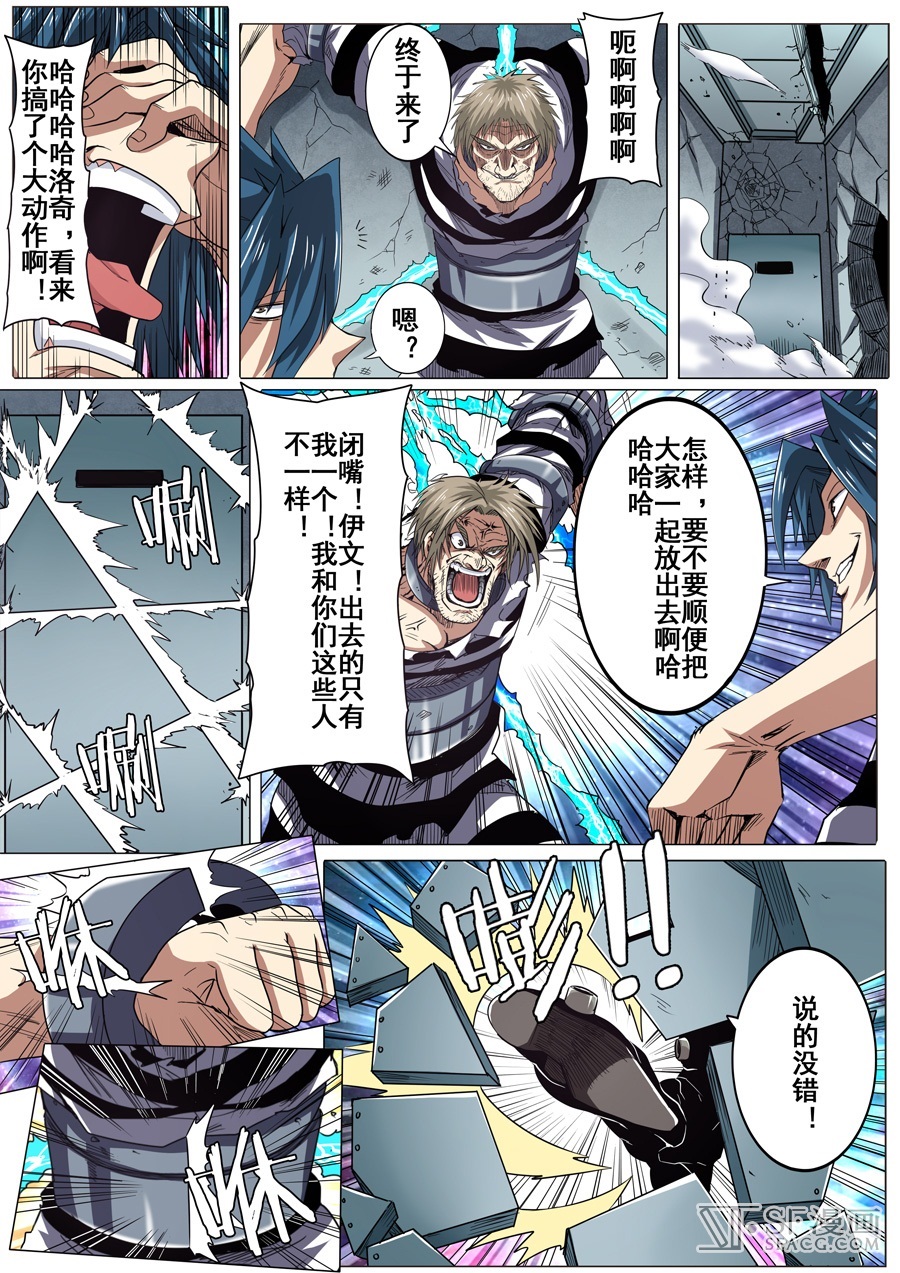 呃啊啊啊啊
终于来了
嗯？
哈哈哈哈洛奇，看来
你搞了个大动作啊！
怎样，要不要顺便把
大家一起放出去啊哈
哈哈哈
闭嘴！伊文！出去的只有
我一个！我和你们这些人
不一样！
唰
唰
说的没错！
嘭!!
咻
咻
SF漫画
SPACG.COM